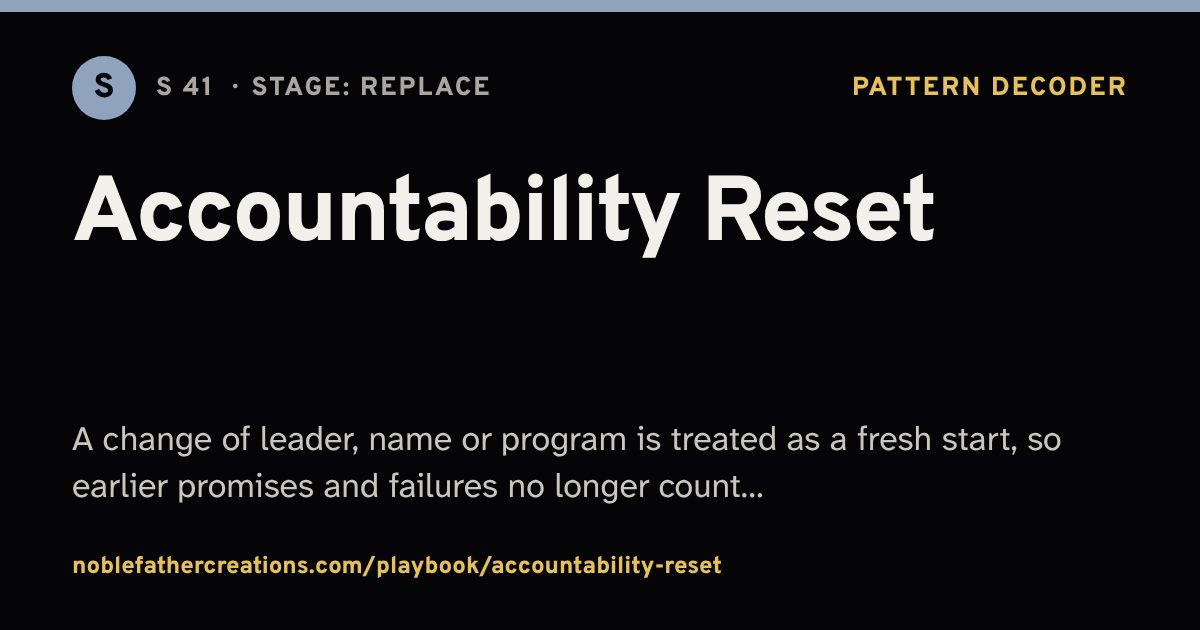 S
S 41 · STAGE: REPLACE
PATTERN DECODER
Accountability Reset
A change of leader, name or program is treated as a fresh start, so
earlier promises and failures no longer count...
noblefathercreations.com/playbook/accountability-reset